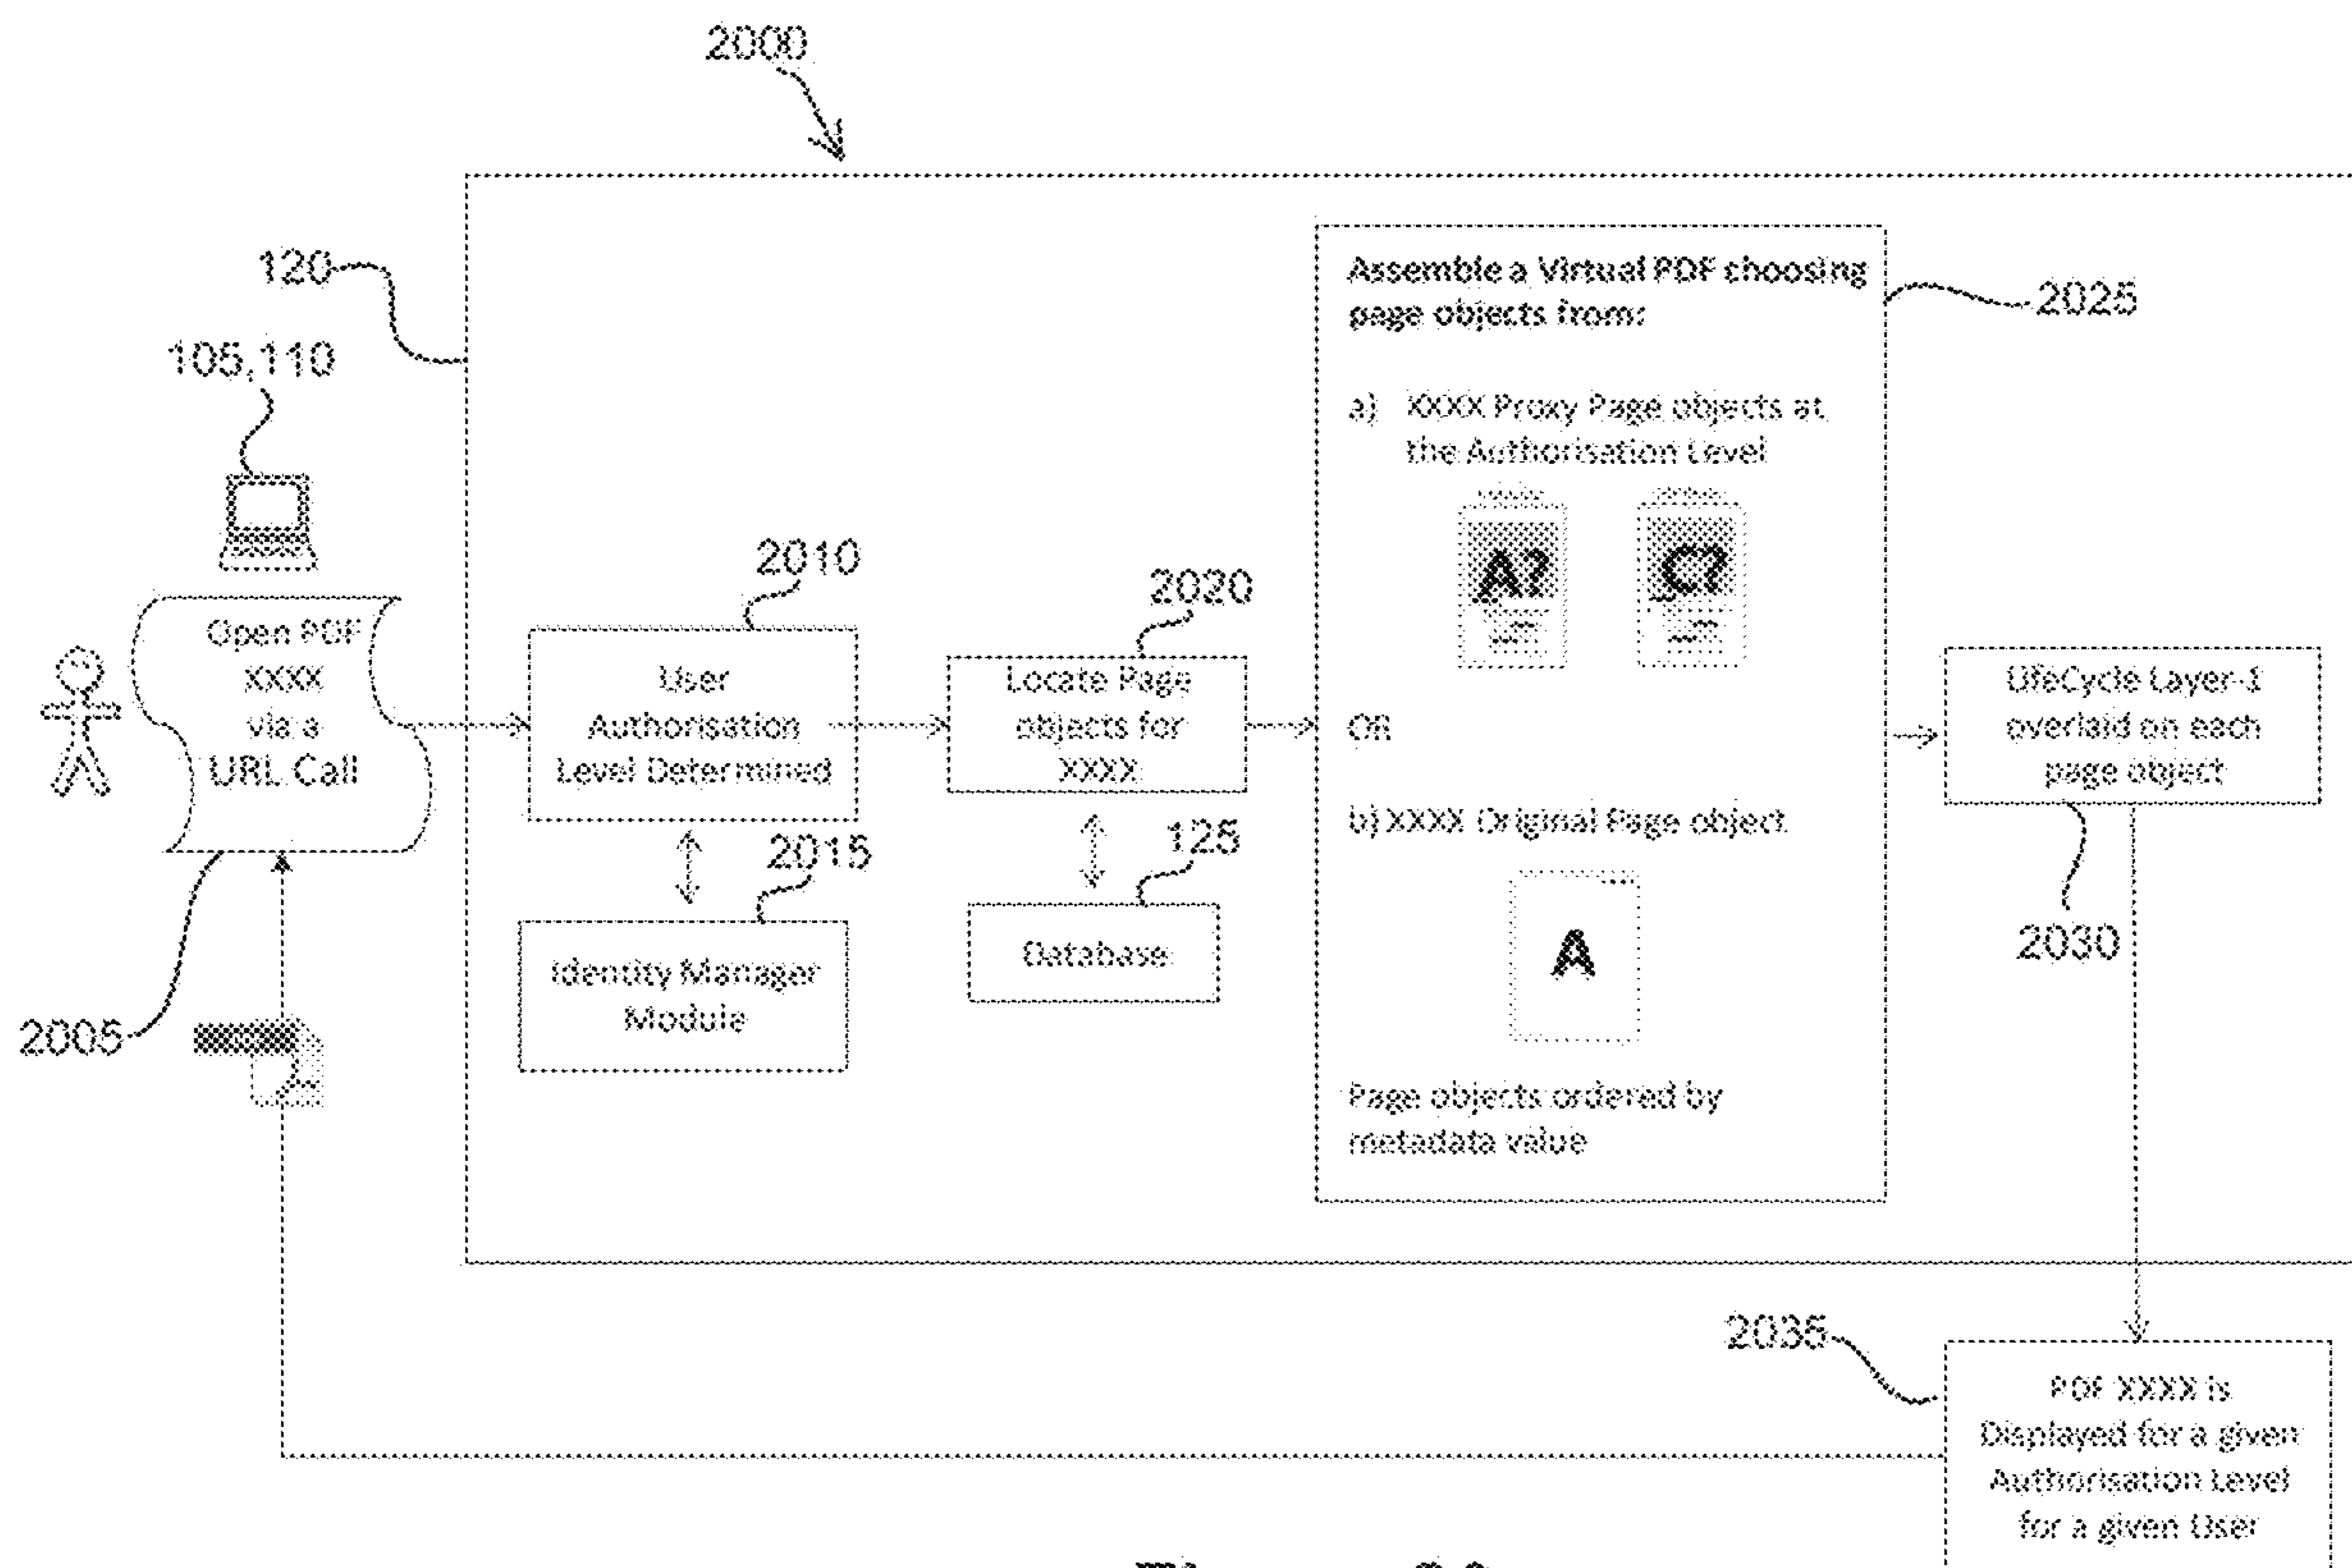 2000
120
105,110
Open PDF
XXXX
via a
URL Call
2005
2010
User
Authorisation
Level Determined
2015
Identity Manager
Module
2020
Locate Page
objects for
XXXX
125
Database
2025
Assemble a Virtual PDF choosing
page objects from:
a) XXXX Proxy Page objects at
the Authorisation Level
A? C?
OR
b) XXXX Original Page object
A
Page objects ordered by
metadata value
LifeCycle Layer-1
overlaid on each
page object
2030
2035
PDF XXXX is
Displayed for a given
Authorisation Level
for a given User